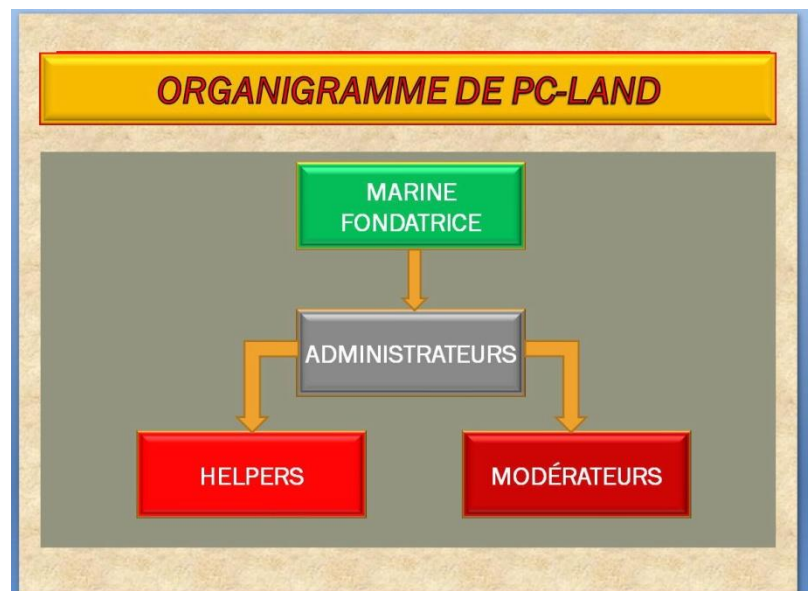 ORGANIGRAMME DE PC-LAND
MARINE
FONDATRICE
ADMINISTRATEURS
HELPERS
MODÉRATEURS